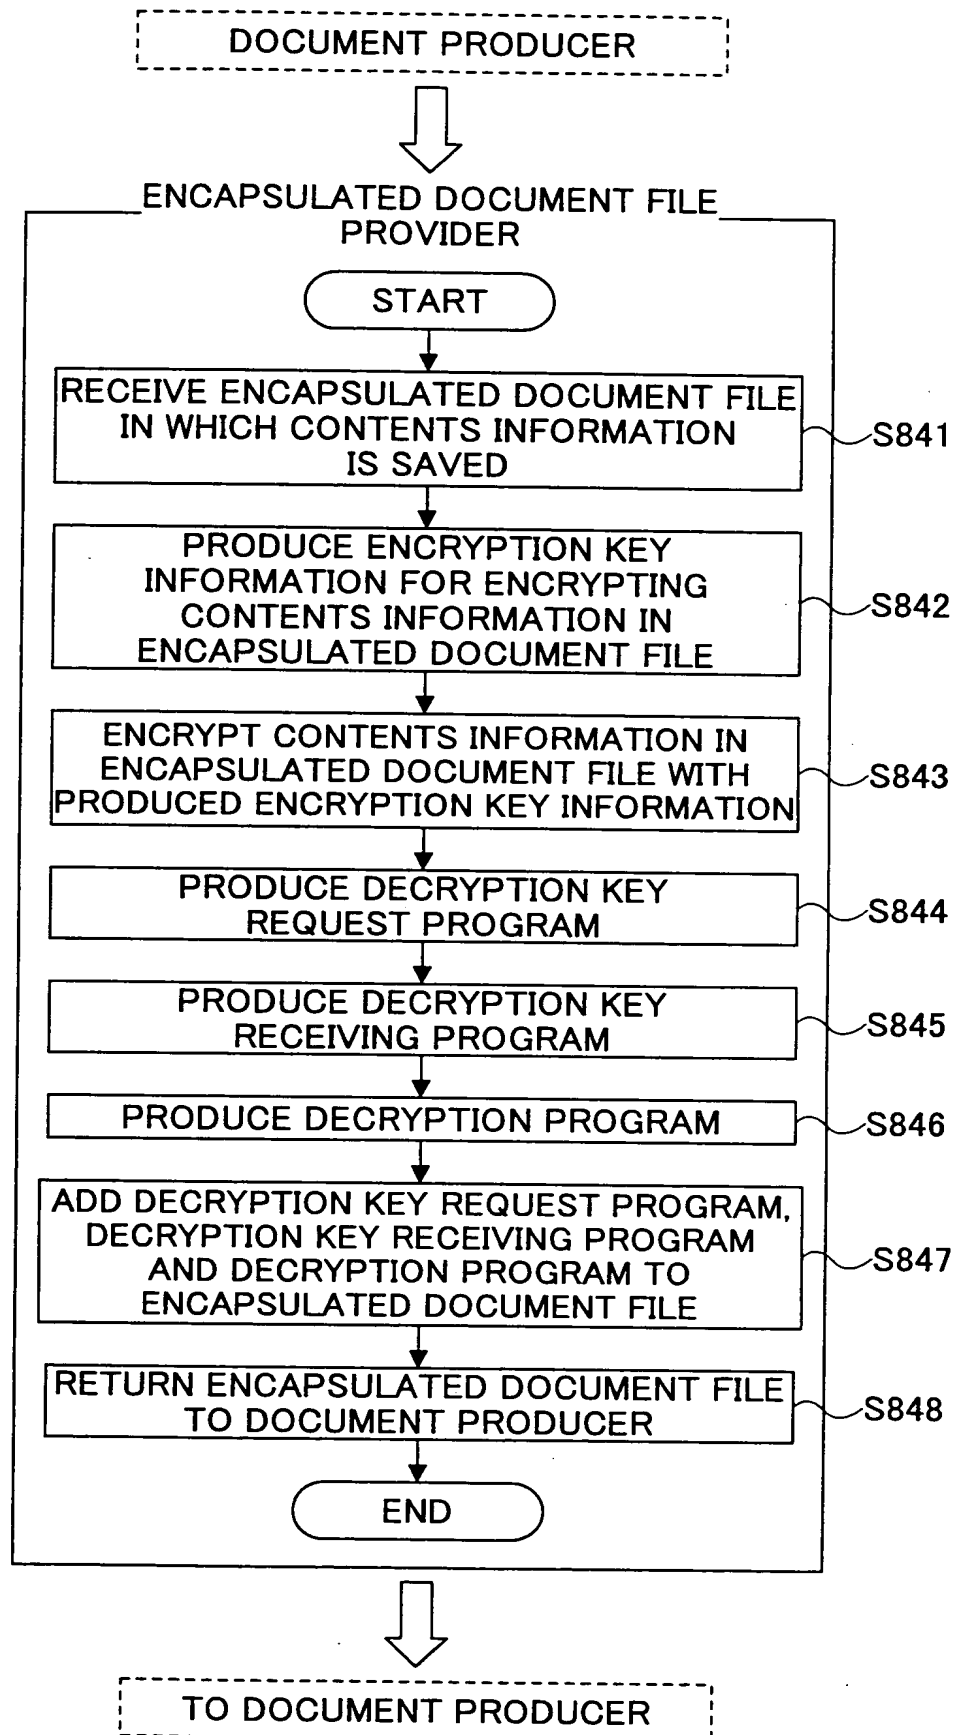 DOCUMENT PRODUCER
ENCAPSULATED DOCUMENT FILE
PROVIDER
START
RECEIVE ENCAPSULATED DOCUMENT FILE
IN WHICH CONTENTS INFORMATION
IS SAVED
S841
PRODUCE ENCRYPTION KEY
INFORMATION FOR ENCRYPTING
CONTENTS INFORMATION IN
ENCAPSULATED DOCUMENT FILE
S842
ENCRYPT CONTENTS INFORMATION IN
ENCAPSULATED DOCUMENT FILE WITH
PRODUCED ENCRYPTION KEY INFORMATION
S843
PRODUCE DECRYPTION KEY
REQUEST PROGRAM
S844
PRODUCE DECRYPTION KEY
RECEIVING PROGRAM
S845
PRODUCE DECRYPTION PROGRAM
S846
ADD DECRYPTION KEY REQUEST PROGRAM,
DECRYPTION KEY RECEIVING PROGRAM
AND DECRYPTION PROGRAM TO
ENCAPSULATED DOCUMENT FILE
S847
RETURN ENCAPSULATED DOCUMENT FILE
TO DOCUMENT PRODUCER
S848
END
TO DOCUMENT PRODUCER